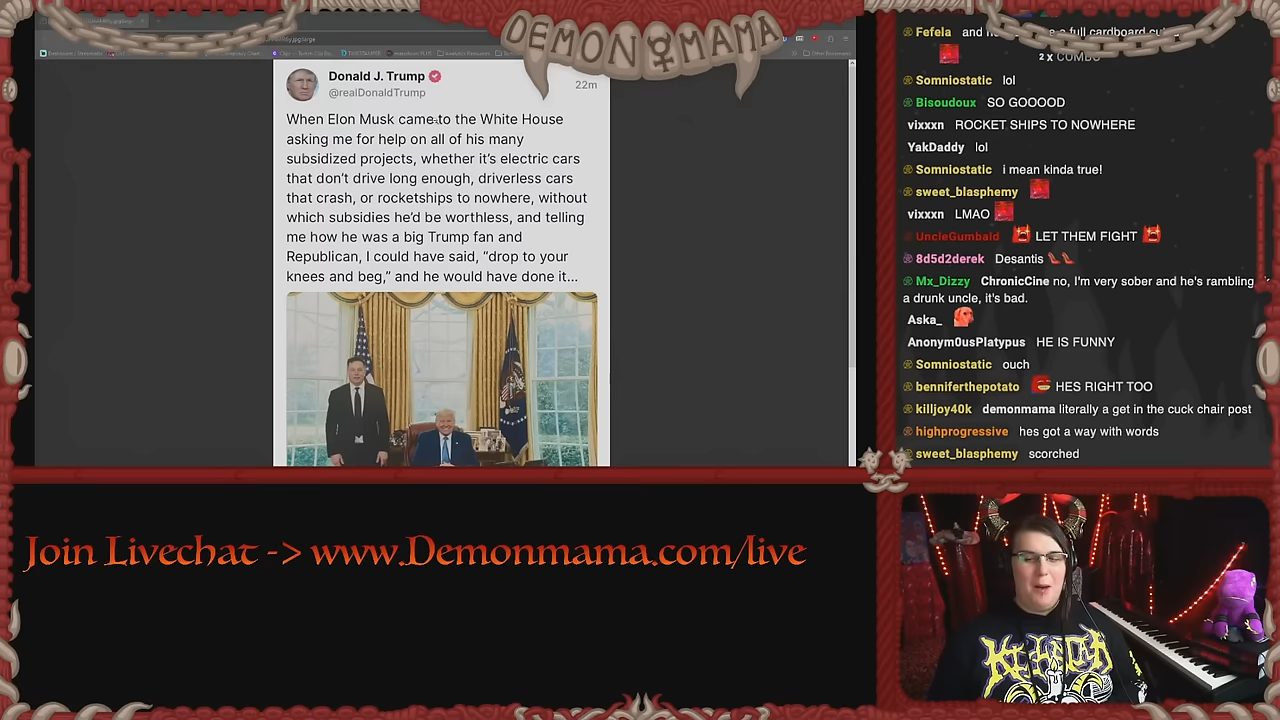 DEMON MAMA
Donald J. Trump
@realDonaldTrump
22m
When Elon Musk came to the White House
asking me for help on all of his many
subsidized projects, whether it’s electric cars
that don’t drive long enough, driverless cars
that crash, or rocketships to nowhere, without
which subsidies he’d be worthless, and telling
me how he was a big Trump fan and
Republican, I could have said, “drop to your
knees and beg,” and he would have done it...
Fefela and
a full cardboard
2 x COMBO
Somniostatic lol
Bisoudoux SO GOOOOD
vixxxn ROCKET SHIPS TO NOWHERE
YakDaddy lol
Somniostatic i mean kinda true!
sweet_blasphemy
vixxxn LMAO
UncleGumbald LET THEM FIGHT
8d5d2derek Desantis
Mx_Dizzy ChronicCine no, I'm very sober and he's rambling
a drunk uncle, it's bad.
Aska_
Anonym0usPlatypus HE IS FUNNY
Somniostatic ouch
benniferthepotato HES RIGHT TOO
killjoy40k demonmama literally a get in the cuck chair post
highprogressive hes got a way with words
sweet_blasphemy scorched
Join Livechat -> www.Demonmama.com/live